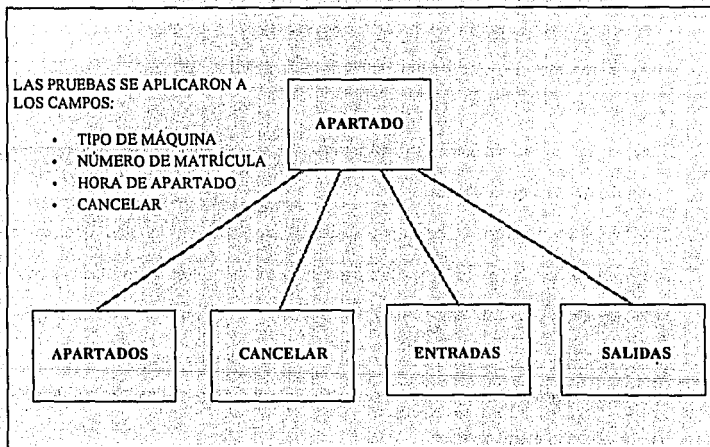 LAS PRUEBAS SE APLICARON A
LOS CAMPOS:
• TIPO DE MÁQUINA
• NÚMERO DE MATRÍCULA
• HORA DE APARTADO
• CANCELAR
APARTADO
APARTADOS
CANCELAR
ENTRADAS
SALIDAS